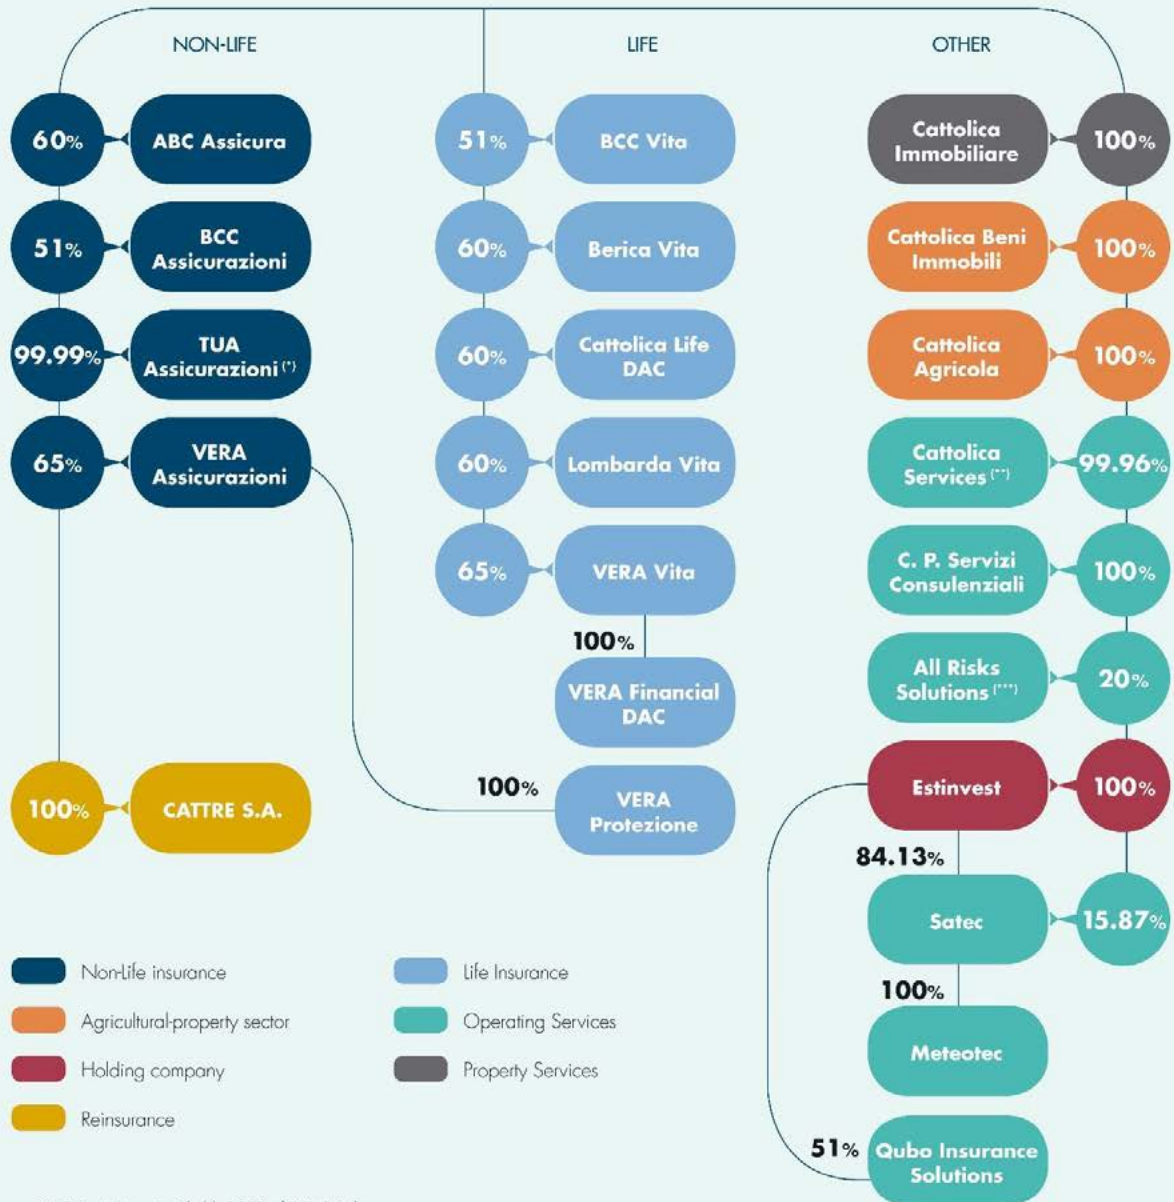 NON-LIFE
60%
ABC Assicura
51%
BCC
Assicurazioni
99.99%
TUA
Assicurazioni (*)
65%
VERA
Assicurazioni
100%
CATTRE S.A.
LIFE
51%
BCC Vita
60%
Berica Vita
60%
Cattolica Life
DAC
60%
Lombarda Vita
65%
VERA Vita
100%
VERA Financial
DAC
100%
VERA
Protezione
OTHER
Cattolica
Immobiliare
100%
Cattolica Beni
Immobili
100%
Cattolica
Agricola
100%
Cattolica
Services (**)
99.96%
C. P. Servizi
Consulenziali
100%
All Risks
Solutions (***)
20%
Estinvest
100%
84.13%
Satec
15.87%
100%
Meteotec
51%
Qubo Insurance
Solutions
Non-Life insurance
Agricultural-property sector
Holding company
Reinsurance
Life Insurance
Operating Services
Property Services